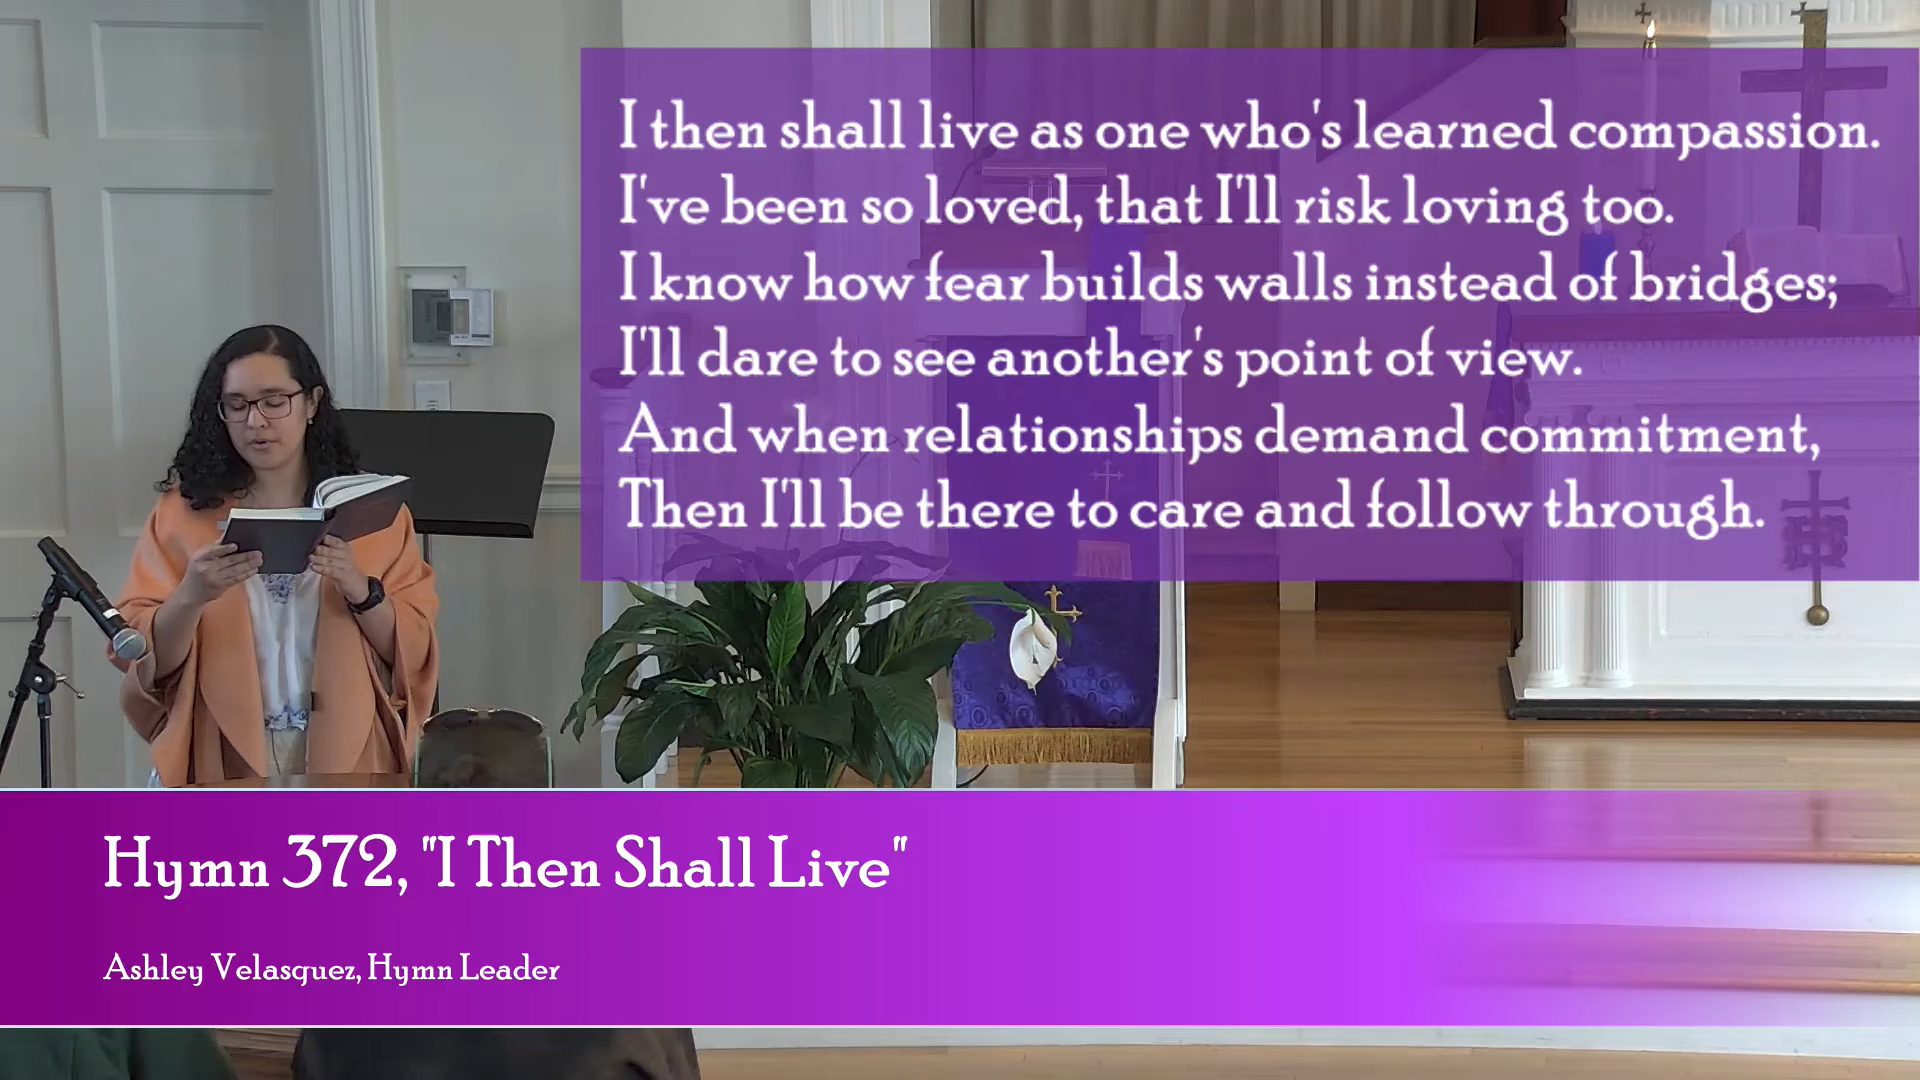 I then shall live as one who's learned compassion.
I've been so loved, that I'll risk loving too.
I know how fear builds walls instead of bridges;
I'll dare to see another's point of view.
And when relationships demand commitment,
Then I'll be there to care and follow through.
Hymn 372, "I Then Shall Live"
Ashley Velasquez, Hymn Leader